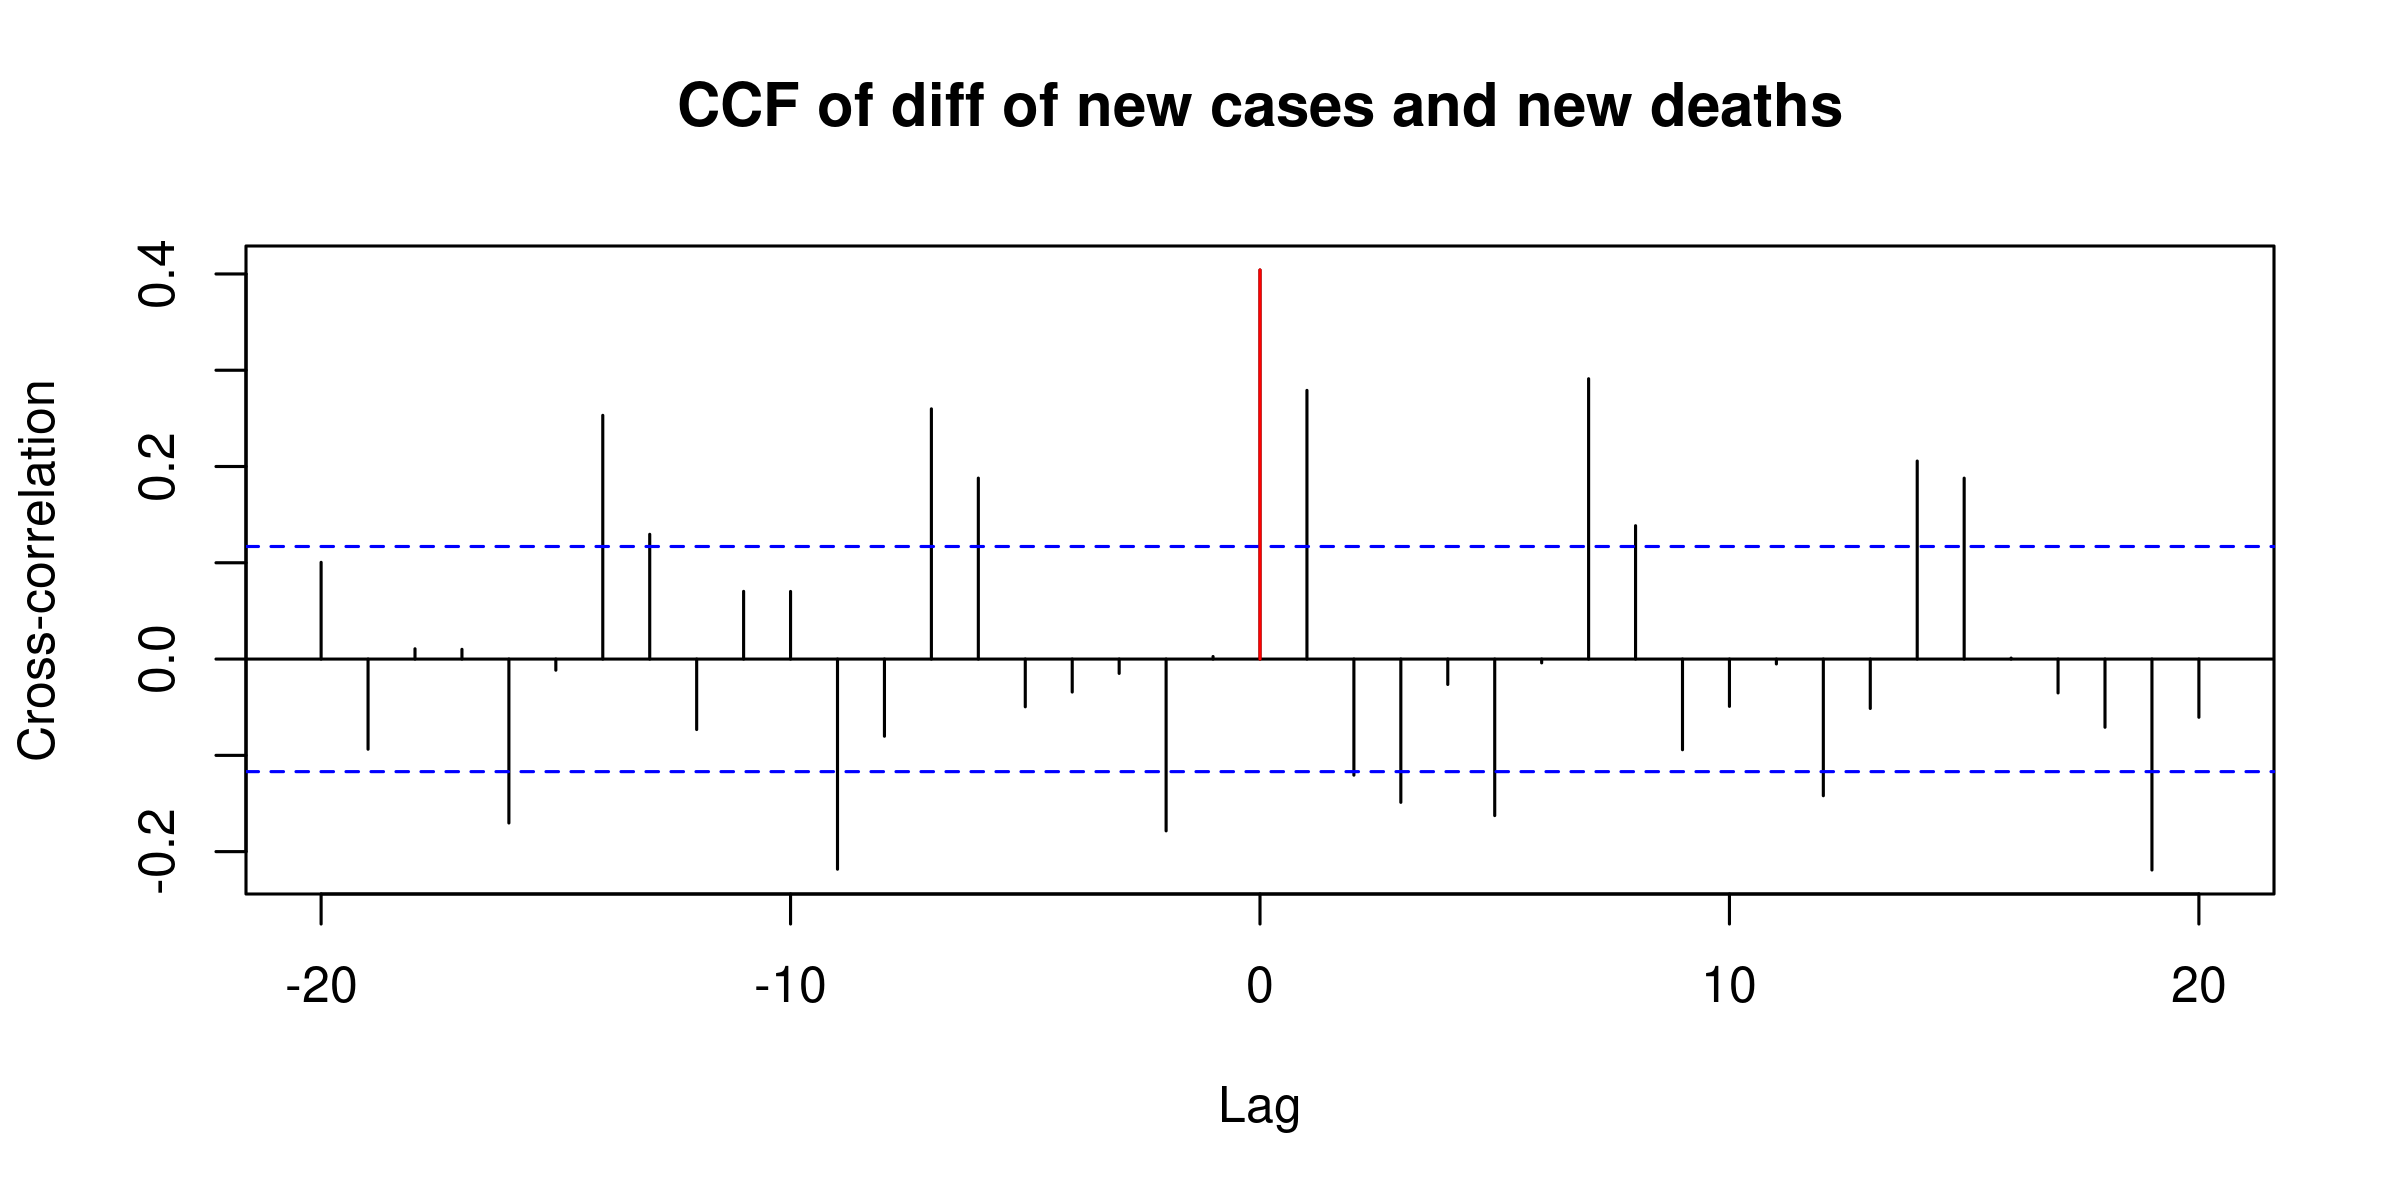 CCF of diff of new cases and new deaths
Cross-correlation
0.4
0.2
0.0
-0.2
-20 -10 0 10 20
Lag